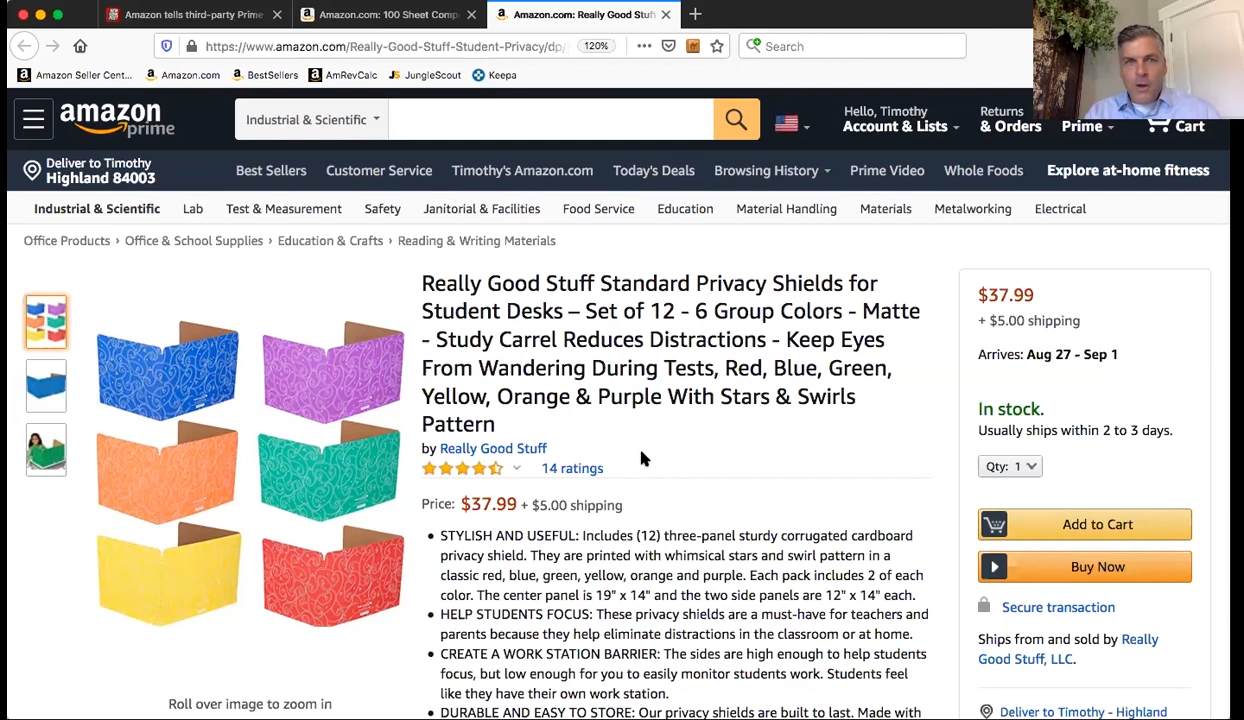 Amazon tells third-party Prime
Amazon.com: 100 Sheet Comp
Amazon.com: Really Good Stuf
https://www.amazon.com/Really-Good-Stuff-Student-Privacy/dp/
120%
Search
Amazon Seller Cent...
Amazon.com
BestSellers
AmRevCalc
JungleScout
Keepa
amazon
prime
Industrial & Scientific
Hello, Timothy
Account & Lists
Returns
& Orders
Prime
Cart
Deliver to Timothy
Highland 84003
Best Sellers
Customer Service
Timothy's Amazon.com
Today's Deals
Browsing History
Prime Video
Whole Foods
Explore at-home fitness
Industrial & Scientific
Lab
Test & Measurement
Safety
Janitorial & Facilities
Food Service
Education
Material Handling
Materials
Metalworking
Electrical
Office Products › Office & School Supplies › Education & Crafts › Reading & Writing Materials
Really Good Stuff Standard Privacy Shields for
Student Desks – Set of 12 - 6 Group Colors - Matte
- Study Carrel Reduces Distractions - Keep Eyes
From Wandering During Tests, Red, Blue, Green,
Yellow, Orange & Purple With Stars & Swirls
Pattern
by Really Good Stuff
14 ratings
Price: $37.99 + $5.00 shipping
• STYLISH AND USEFUL: Includes (12) three-panel sturdy corrugated cardboard
privacy shield. They are printed with whimsical stars and swirl pattern in a
classic red, blue, green, yellow, orange and purple. Each pack includes 2 of each
color. The center panel is 19" x 14" and the two side panels are 12" x 14" each.
• HELP STUDENTS FOCUS: These privacy shields are a must-have for teachers and
parents because they help eliminate distractions in the classroom or at home.
• CREATE A WORK STATION BARRIER: The sides are high enough to help students
focus, but low enough for you to easily monitor students work. Students feel
like they have their own work station.
• DURABLE AND EASY TO STORE: Our privacy shields are built to last. Made with
Roll over image to zoom in
$37.99
+ $5.00 shipping
Arrives: Aug 27 - Sep 1
In stock.
Usually ships within 2 to 3 days.
Qty: 1
Add to Cart
Buy Now
Secure transaction
Ships from and sold by Really
Good Stuff, LLC.
Deliver to Timothy - Highland